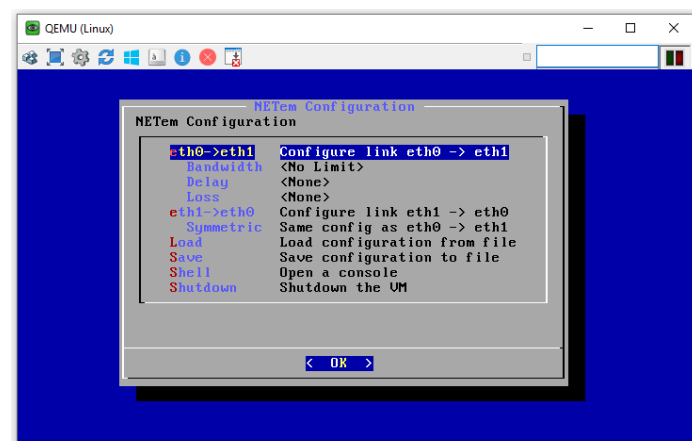 QEMU (Linux)
NETem Configuration
NETem Configuration
eth0->eth1 Configure link eth0 -> eth1
Bandwidth <No Limit>
Delay <None>
Loss <None>
eth1->eth0 Configure link eth1 -> eth0
Symmetric Same config as eth0 -> eth1
Load Load configuration from file
Save Save configuration to file
Shell Open a console
Shutdown Shutdown the VM
< OK >